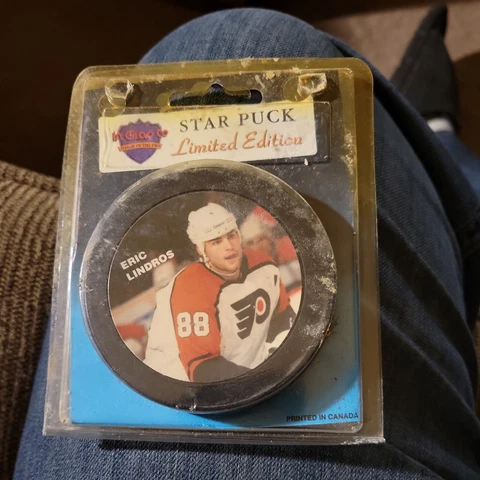 STAR PUCK
Limited Edition
ERIC
LINDROS
88
PRINTED IN CANADA